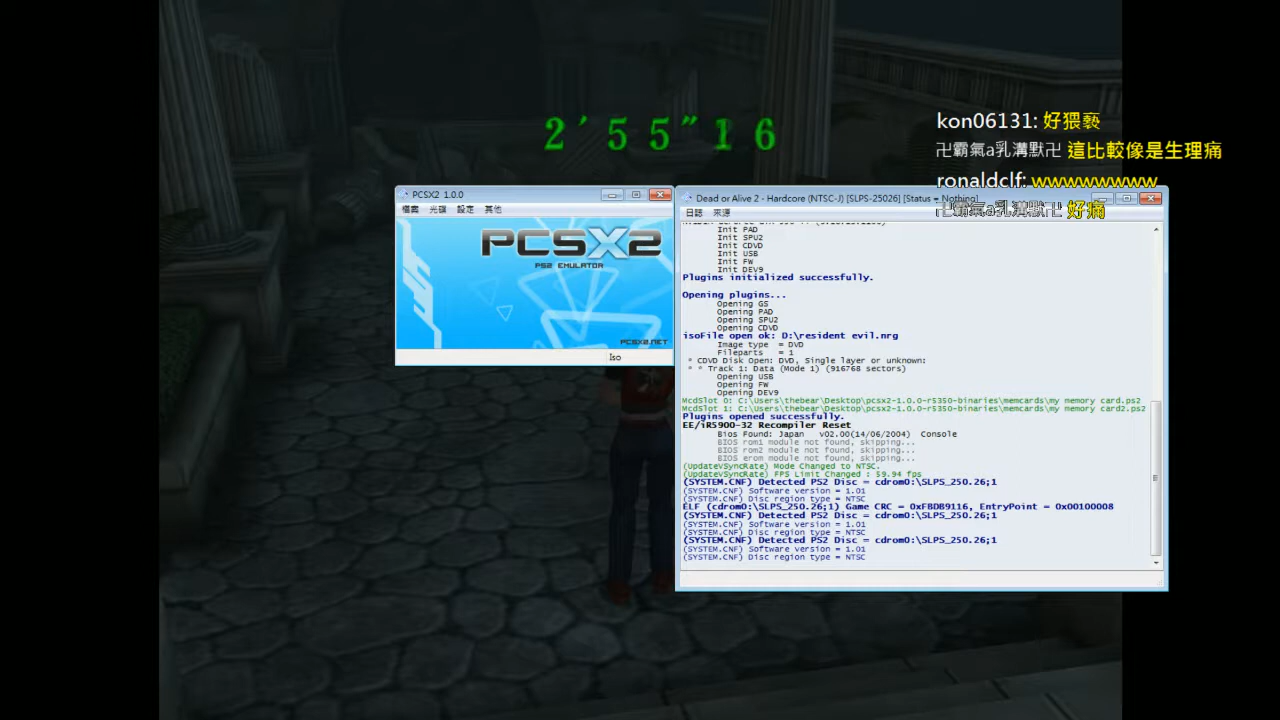 2'55"16
kon06131: 好猥褻
卍霸氣a乳溝默卍 這比較像是生理痛
ronaldclf: wwwwwwwww
卍霸氣a乳溝默卍 好痛
PCSX2 1.0.0
檔案 光碟 設定 其他
PCSX2
PS2 EMULATOR
PCSX2.NET
Iso
Dead or Alive 2 - Hardcore (NTSC-J) [SLPS-25026] [Status = Nothing]
日誌 來源
Init PAD
Init SPU2
Init CDVD
Init USB
Init FW
Init DEV9
Plugins initialized successfully.
Opening plugins...
Opening GS
Opening PAD
Opening SPU2
Opening CDVD
isoFile open ok: D:\resident evil.nrg
Image type = DVD
Fileparts = 1
* CDVD Disk Open: DVD, Single layer or unknown:
* * Track 1: Data (Mode 1) (916768 sectors)
Opening USB
Opening FW
Opening DEV9
McdSlot 0: C:\Users\thebear\Desktop\pcsx2-1.0.0-r5350-binaries\memcards\my memory card.ps2
McdSlot 1: C:\Users\thebear\Desktop\pcsx2-1.0.0-r5350-binaries\memcards\my memory card2.ps2
Plugins opened successfully.
EE/iR5900-32 Recompiler Reset
Bios Found: Japan v02.00(14/06/2004) Console
BIOS rom1 module not found, skipping...
BIOS rom2 module not found, skipping...
BIOS erom module not found, skipping...
(UpdateVSyncRate) Mode Changed to NTSC.
(UpdateVSyncRate) FPS Limit Changed : 59.94 fps
(SYSTEM.CNF) Detected PS2 Disc = cdrom0:\SLPS_250.26;1
(SYSTEM.CNF) Software version = 1.01
(SYSTEM.CNF) Disc region type = NTSC
ELF (cdrom0:\SLPS_250.26;1) Game CRC = 0xFBDB9116, EntryPoint = 0x00100008
(SYSTEM.CNF) Detected PS2 Disc = cdrom0:\SLPS_250.26;1
(SYSTEM.CNF) Software version = 1.01
(SYSTEM.CNF) Disc region type = NTSC
(SYSTEM.CNF) Detected PS2 Disc = cdrom0:\SLPS_250.26;1
(SYSTEM.CNF) Software version = 1.01
(SYSTEM.CNF) Disc region type = NTSC